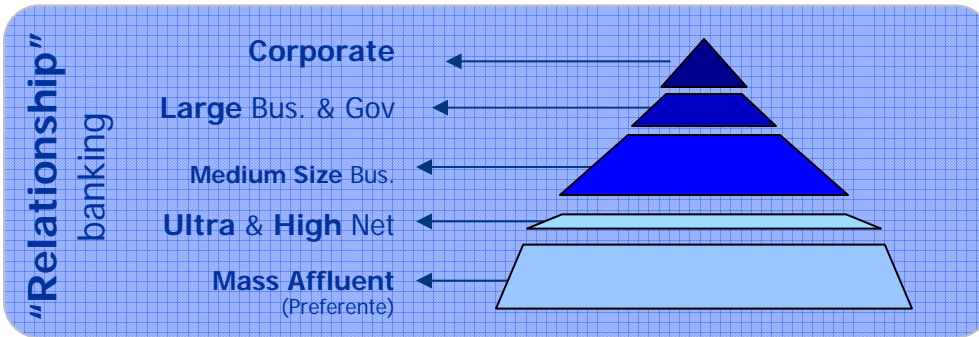 "Relationship"
banking
Corporate
Large Bus. & Gov
Medium Size Bus.
Ultra & High Net
Mass Affluent
(Preferente)